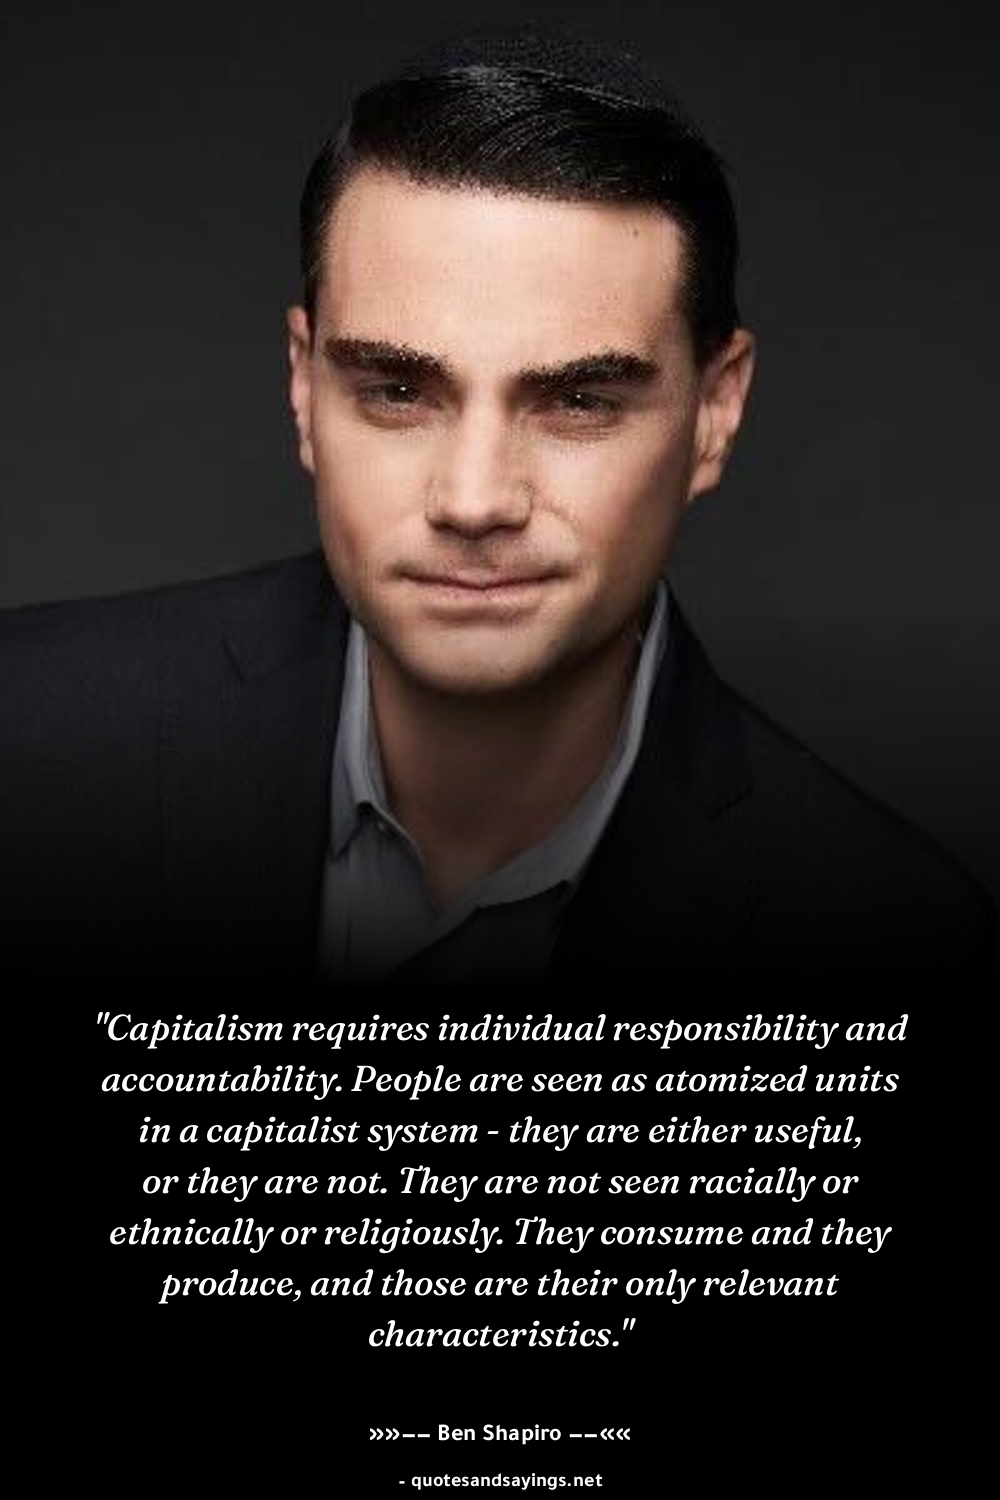 "Capitalism requires individual responsibility and
accountability. People are seen as atomized units
in a capitalist system - they are either useful,
or they are not. They are not seen racially or
ethnically or religiously. They consume and they
produce, and those are their only relevant
characteristics."
»»–– Ben Shapiro ––««
- quotesandsayings.net